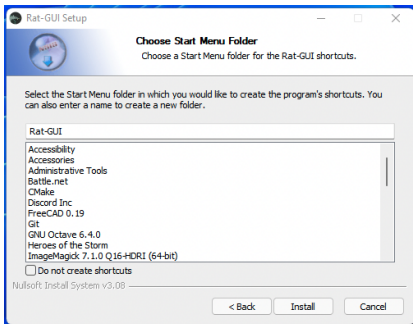 Rat-GUI Setup
Choose Start Menu Folder
Choose a Start Menu folder for the Rat-GUI shortcuts.
Select the Start Menu folder in which you would like to create the program's shortcuts. You
can also enter a name to create a new folder.
Rat-GUI
Accessibility
Accessories
Administrative Tools
Battle.net
CMake
Discord Inc
FreeCAD 0.19
Git
GNU Octave 6.4.0
Heroes of the Storm
ImageMagick 7.1.0 Q16-HDRI (64-bit)
Do not create shortcuts
Nullsoft Install System v3.08
< Back Install Cancel